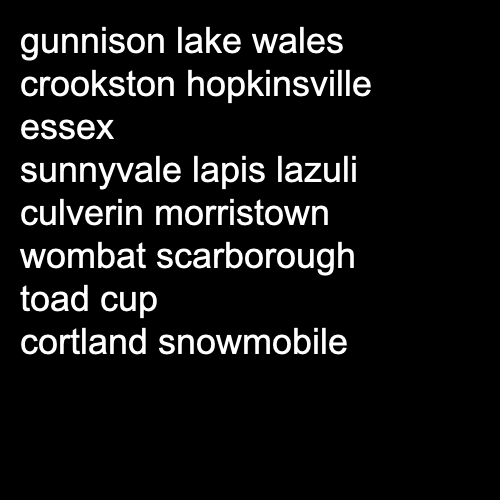 gunnison lake wales
crookston hopkinsville
essex
sunnyvale lapis lazuli
culverin morristown
wombat scarborough
toad cup
cortland snowmobile